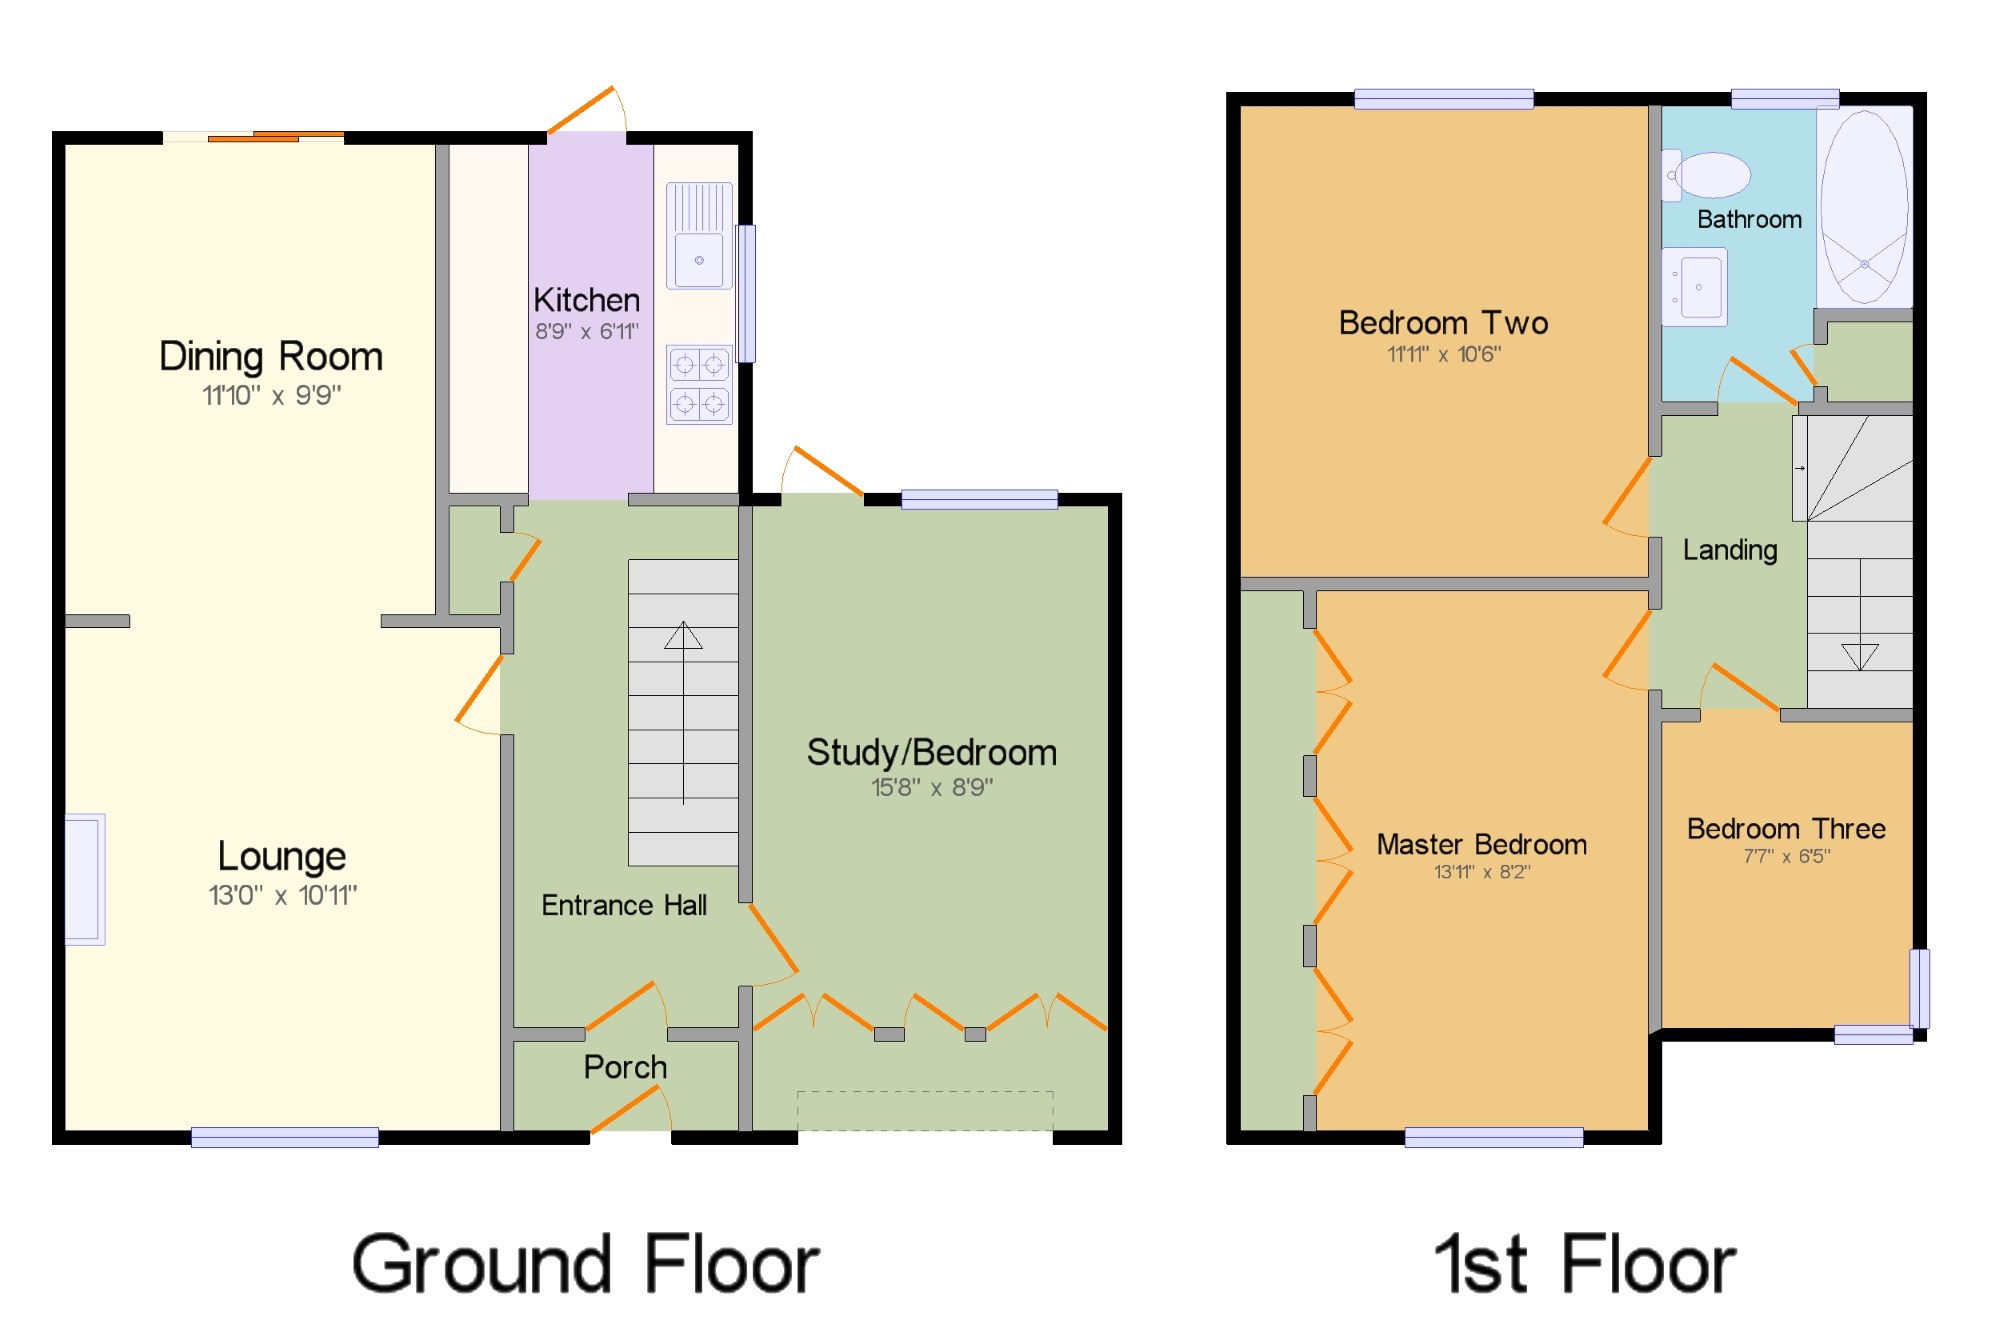 Kitchen
8'9" x 6'11"
Dining Room
11'10" x 9'9"
Study/Bedroom
15'8" x 8'9"
Lounge
13'0" x 10'11"
Entrance Hall
Porch
Ground Floor
Bathroom
Bedroom Two
11'11" x 10'6"
Landing
Master Bedroom
13'11" x 8'2"
Bedroom Three
7'7" x 6'5"
1st Floor